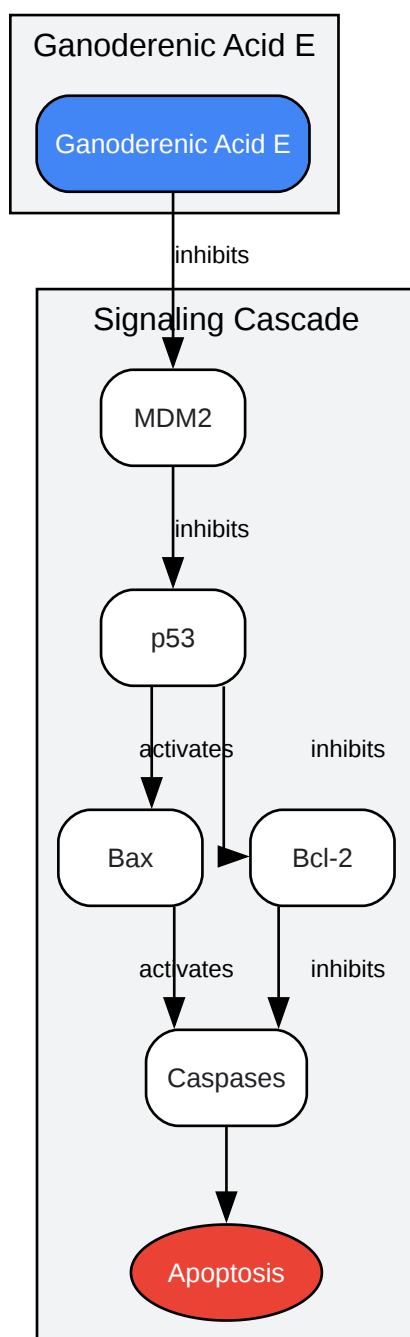 Ganoderenic Acid E
Ganoderenic Acid E
inhibits
Signaling Cascade
MDM2
inhibits
p53
activates
inhibits
Bax
Bcl-2
activates
inhibits
Caspases
Apoptosis